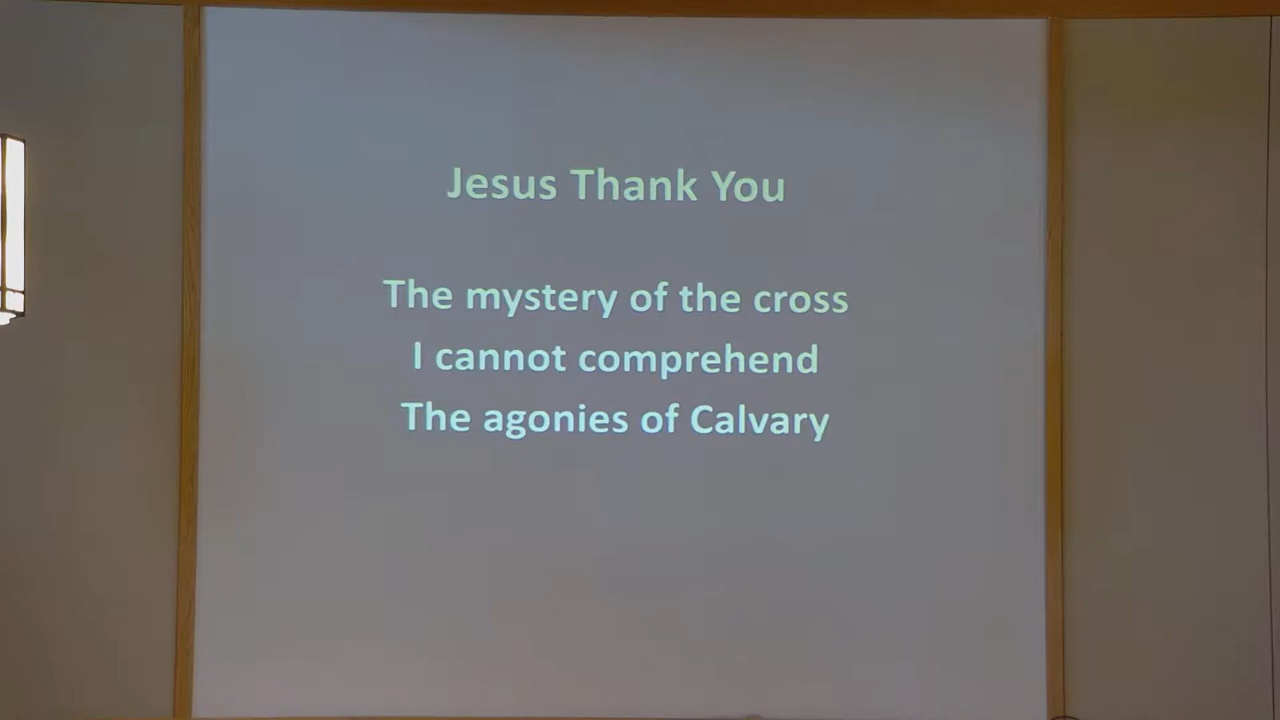 Jesus Thank You
The mystery of the cross
I cannot comprehend
The agonies of Calvary